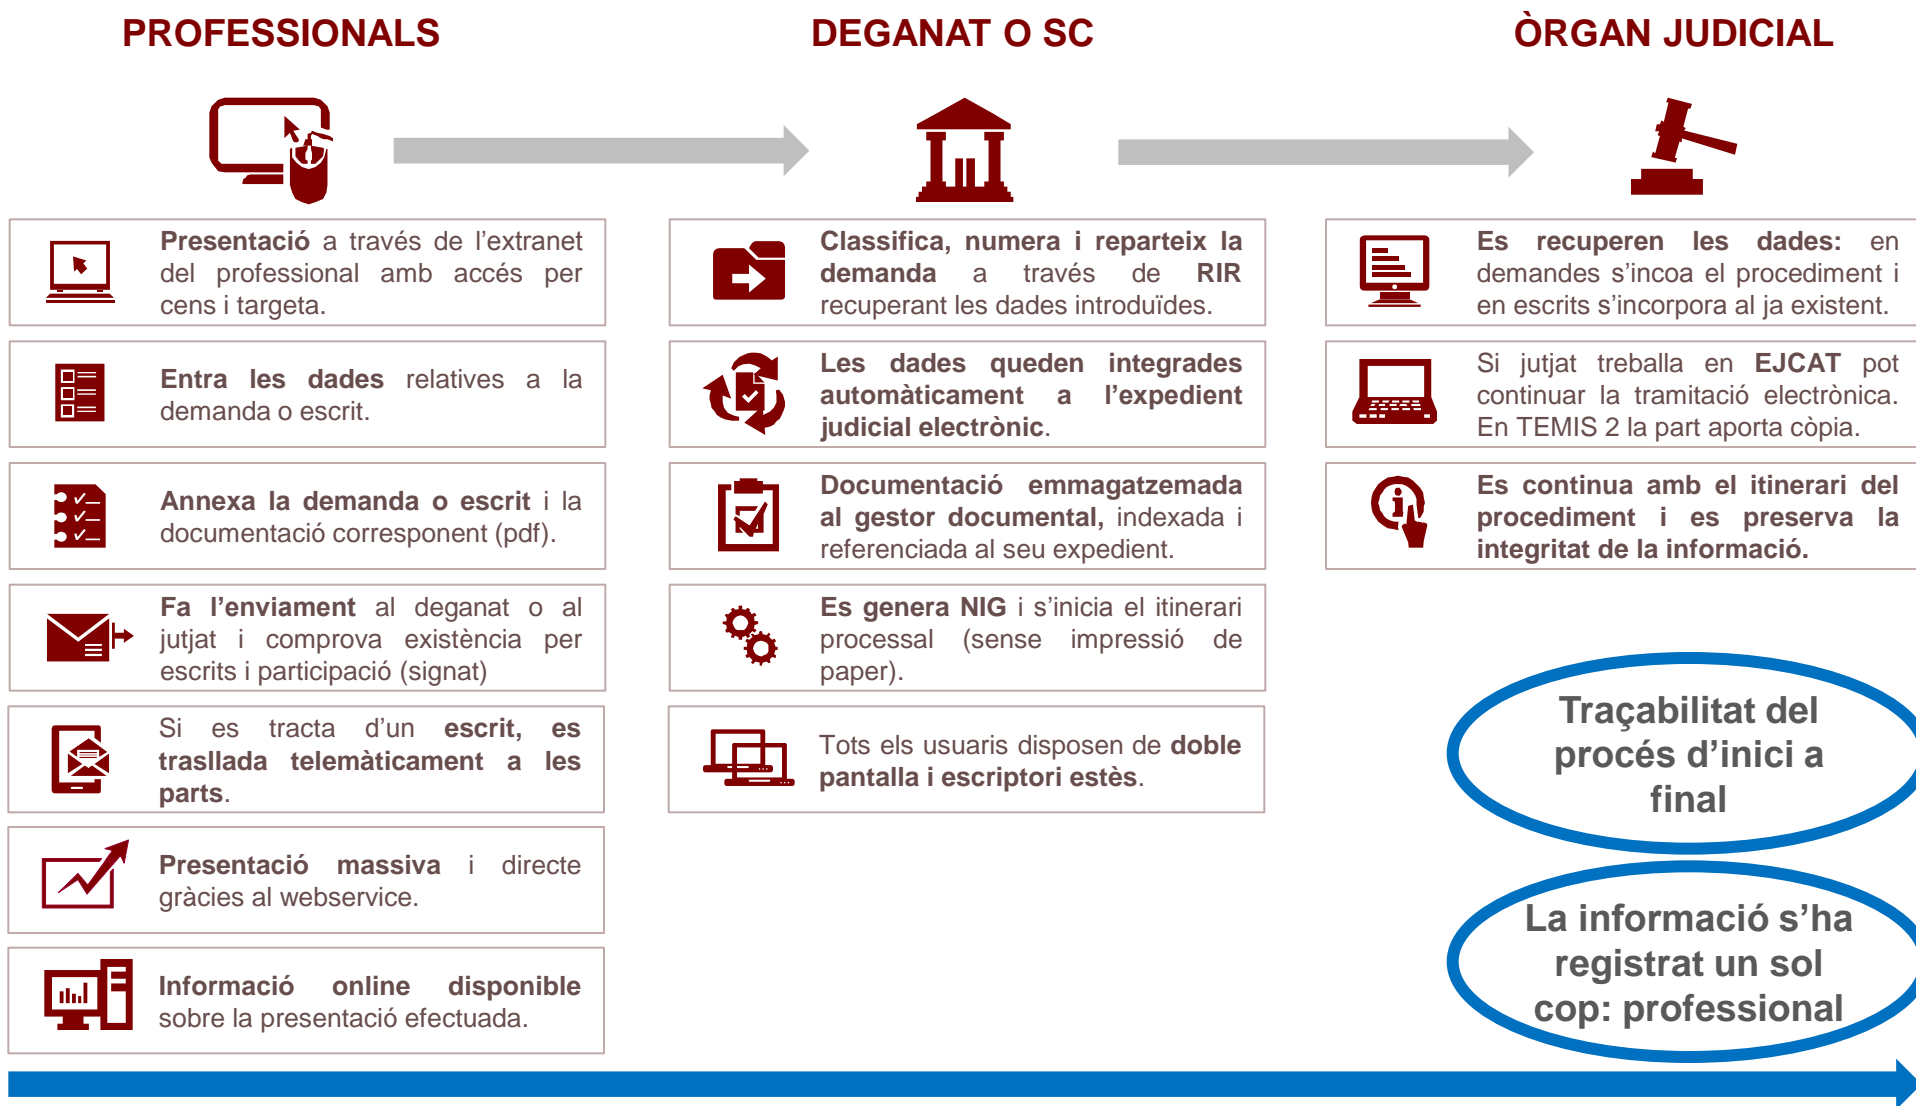 PROFESSIONALS
Presentació a través de l’extranet
del professional amb accés per
cens i targeta.
Entra les dades relatives a la
demanda o escrit.
Annexa la demanda o escrit i la
documentació corresponent (pdf).
Fa l’enviament al deganat o al
jutjat i comprova existència per
escrits i participació (signat)
Si es tracta d’un escrit, es
trasllada telemàticament a les
parts.
Presentació massiva i directe
gràcies al webservice.
Informació online disponible
sobre la presentació efectuada.
DEGANAT O SC
Classifica, numera i reparteix la
demanda a través de RIR
recuperant les dades introduïdes.
Les dades queden integrades
automàticament a l’expedient
judicial electrònic.
Documentació emmagatzemada
al gestor documental, indexada i
referenciada al seu expedient.
Es genera NIG i s’inicia el itinerari
processal (sense impressió de
paper).
Tots els usuaris disposen de doble
pantalla i escriptori estès.
ÒRGAN JUDICIAL
Es recuperen les dades: en
demandes s’incoa el procediment i
en escrits s’incorpora al ja existent.
Si jutjat treballa en EJCAT pot
continuar la tramitació electrònica.
En TEMIS 2 la part aporta còpia.
Es continua amb el itinerari del
procediment i es preserva la
integritat de la informació.
Traçabilitat del
procés d’inici a
final
La informació s’ha
registrat un sol
cop: professional